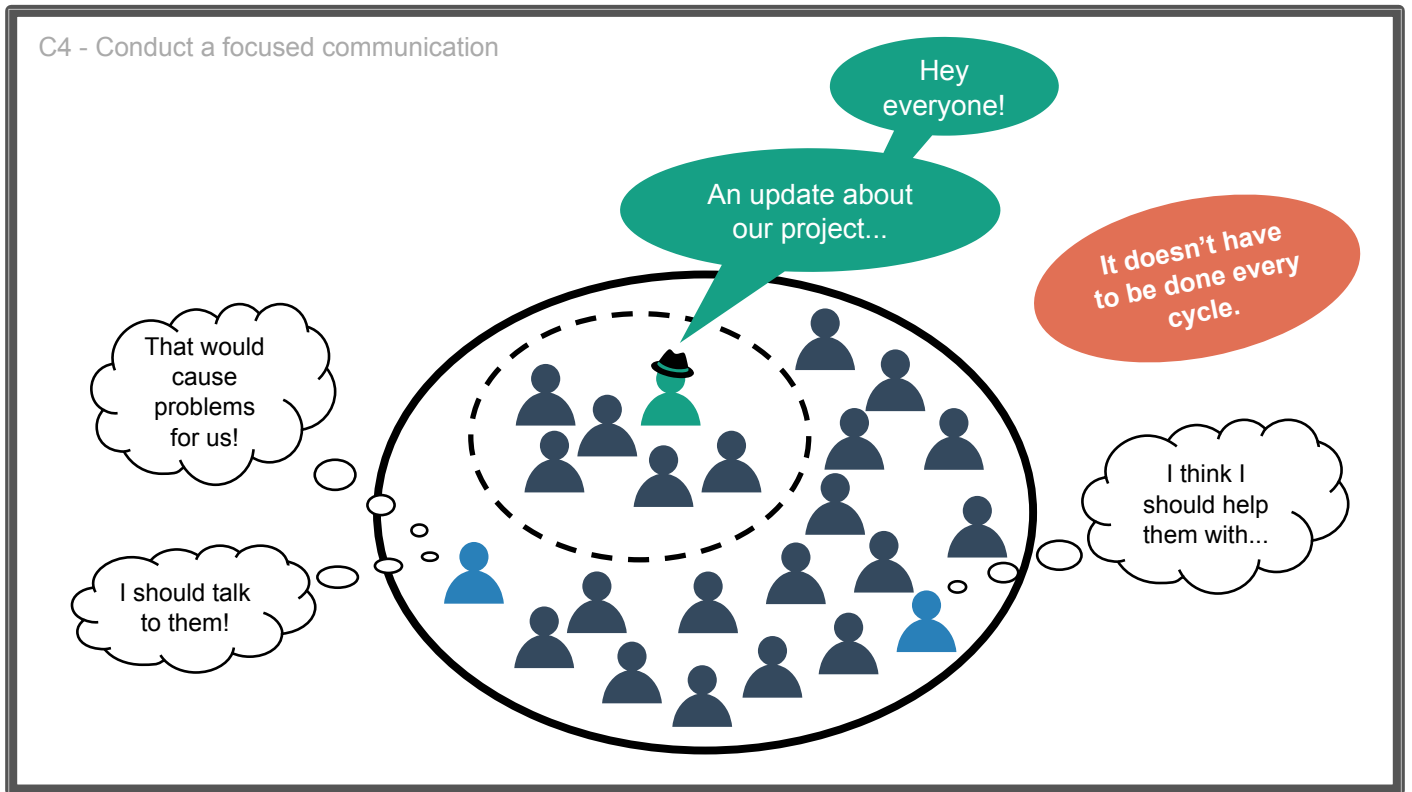 C4 - Conduct a focused communication
Hey
everyone!
An update about
our project...
It doesn’t have
to be done every
cycle.
That would
cause
problems
for us!
I should talk
to them!
I think I
should help
them with...